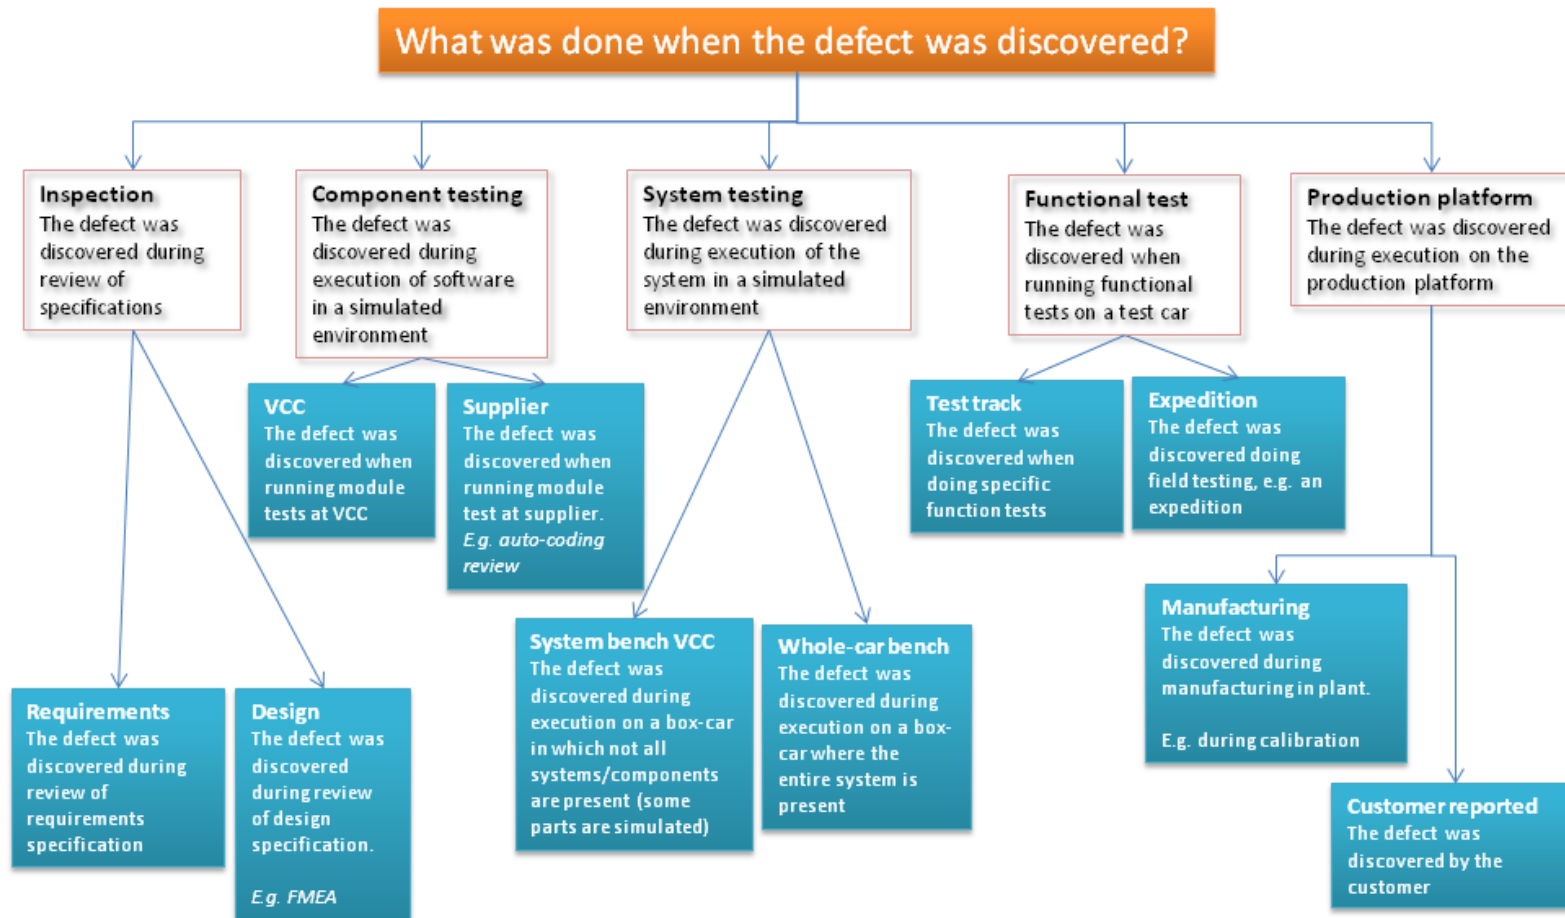 What was done when the defect was discovered?
Inspection
The defect was
discovered during
review of
specifications
Component testing
The defect was
discovered during
execution of software
in a simulated
environment
System testing
The defect was discovered
during execution of the
system in a simulated
environment
Functional test
The defect was
discovered when
running functional
tests on a test car
Production platform
The defect was discovered
during execution on the
production platform
VCC
The defect was
discovered when
running module
tests at VCC
Supplier
The defect was
discovered when
running module
test at supplier.
E.g. auto-coding
review
Test track
The defect was
discovered when
doing specific
function tests
Expedition
The defect was
discovered doing
field testing, e.g. an
expedition
Requirements
The defect was
discovered during
review of
requirements
specification
Design
The defect was
discovered
during review
of design
specification.
E.g. FMEA
System bench VCC
The defect was
discovered during
execution on a box-car
in which not all
systems/components
are present (some
parts are simulated)
Whole-car bench
The defect was
discovered during
execution on a box-
car where the
entire system is
present
Manufacturing
The defect was
discovered during
manufacturing in plant.
E.g. during calibration
Customer reported
The defect was
discovered by the
customer